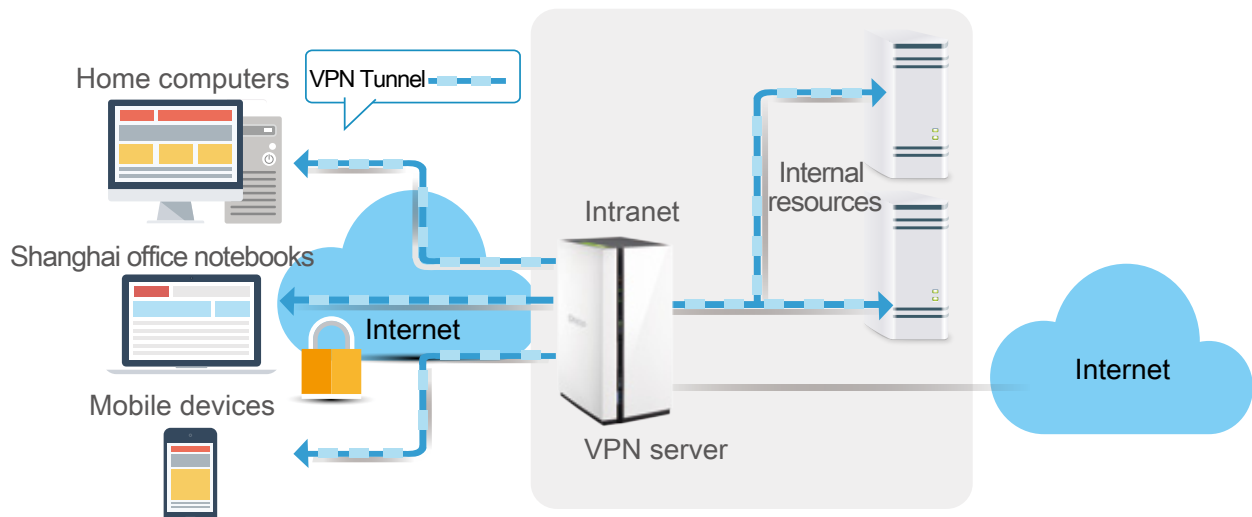 Home computers
VPN Tunnel
Internal
resources
Intranet
Shanghai office notebooks
Internet
Internet
Mobile devices
VPN server